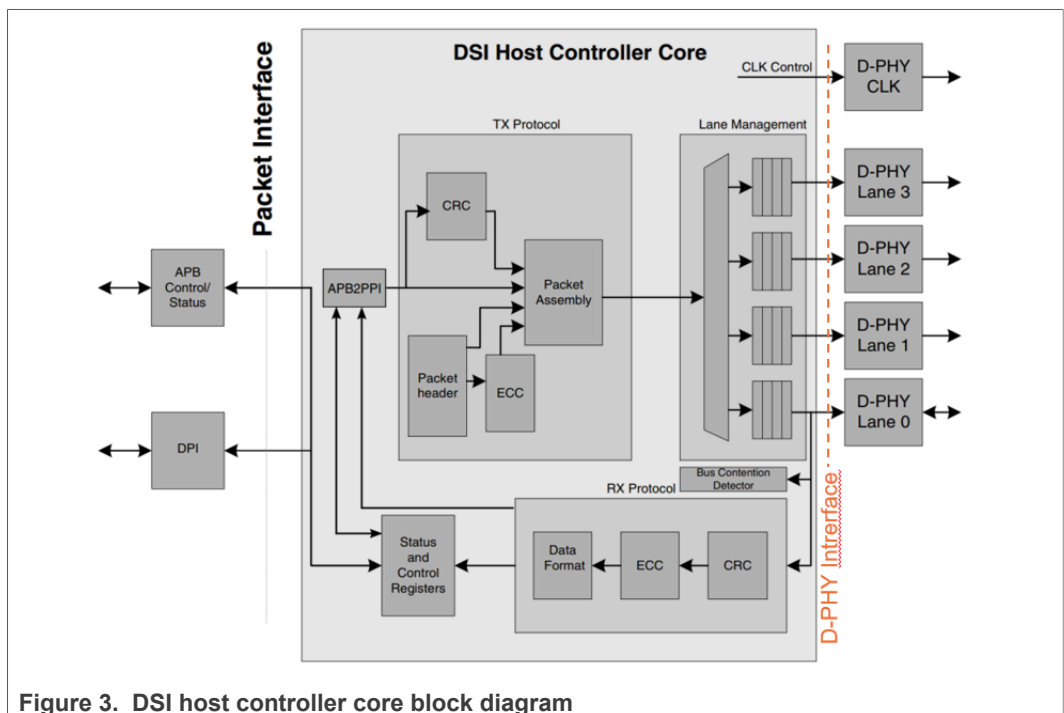 DSI Host Controller Core
Packet Interface
CLK Control
D-PHY
CLK
TX Protocol
Lane Management
CRC
D-PHY
Lane 3
APB
Control/
Status
APB2PPI
Packet
Assembly
D-PHY
Lane 2
D-PHY
Lane 1
Packet
header
ECC
D-PHY
Lane 0
DPI
Bus Contention
Detector
RX Protocol
Status
and
Control
Registers
Data
Format
ECC
CRC
D-PHY Intrerface
Figure 3. DSI host controller core block diagram